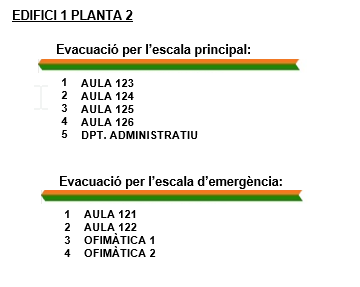 EDIFICI 1 PLANTA 2
Evacuació per l'escala principal:
1 AULA 123
2 AULA 124
3 AULA 125
4 AULA 126
5 DPT. ADMINISTRATIU
Evacuació per l'escala d'emergència:
1 AULA 121
2 AULA 122
3 OFIMÀTICA 1
4 OFIMÀTICA 2